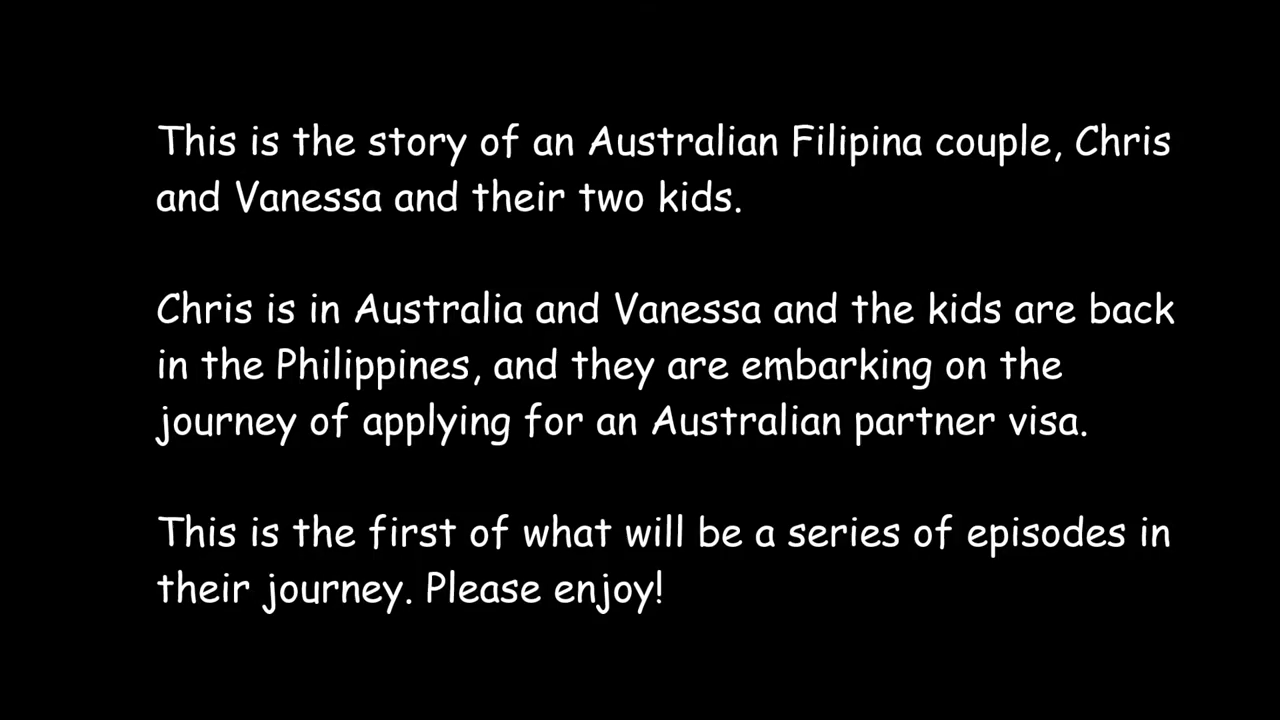 This is the story of an Australian Filipina couple, Chris
and Vanessa and their two kids.
Chris is in Australia and Vanessa and the kids are back
in the Philippines, and they are embarking on the
journey of applying for an Australian partner visa.
This is the first of what will be a series of episodes in
their journey. Please enjoy!